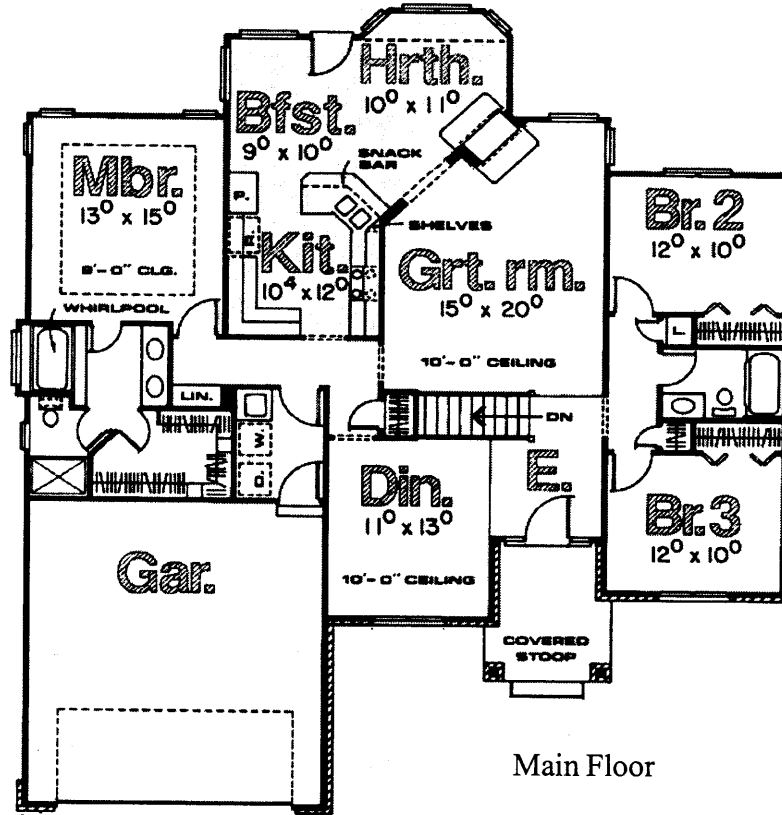 Hrth.
10⁰ x 11⁰
Bfst.
9⁰ x 10⁰
SNACK
BAR
Mbr.
13⁰ x 15⁰
9'-0" CLG.
P.
R.
SHELVES
Kit.
10⁴ x 12⁰
Grt. rm.
15⁰ x 20⁰
10'-0" CEILING
Br. 2
12⁰ x 10⁰
WHIRLPOOL
L.
LIN.
W.
D.
DN
E.
Din.
11⁰ x 13⁰
10'-0" CEILING
Br. 3
12⁰ x 10⁰
Gar.
COVERED
STOOP
Main Floor